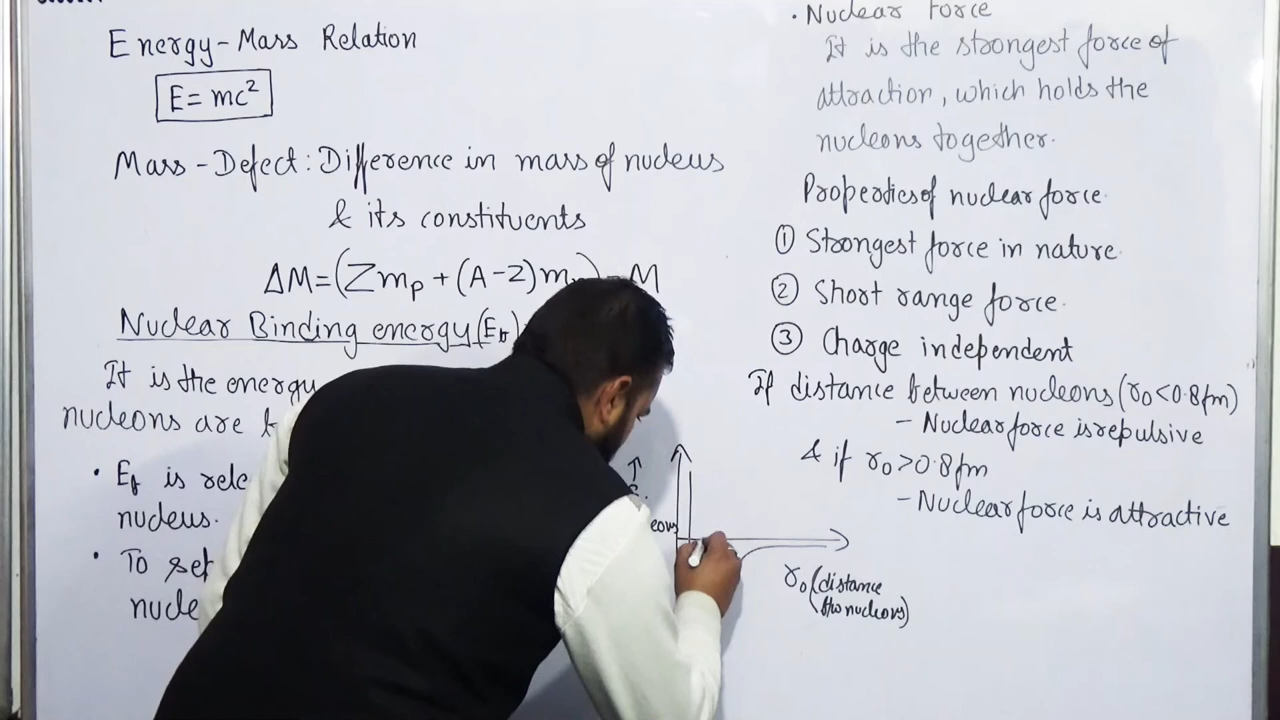 Energy-Mass Relation
E = mc²
Mass-Defect: Difference in mass of nucleus
& its constituents
ΔM = (Zmp + (A-Z)m) - M
Nuclear Binding energy (Eb)
It is the energy
nucleons are
• Eb is rele
nucleus.
• To sep
nucle
eons
r₀ (distance
b/w nucleons)
• Nuclear Force
It is the strongest force of
attraction, which holds the
nucleons together.
Properties of nuclear force
① Strongest force in nature.
② Short range force.
③ Charge independent
If distance between nucleons (r₀ < 0.8 fm)
- Nuclear force is repulsive
& if r₀ > 0.8 fm
- Nuclear force is attractive